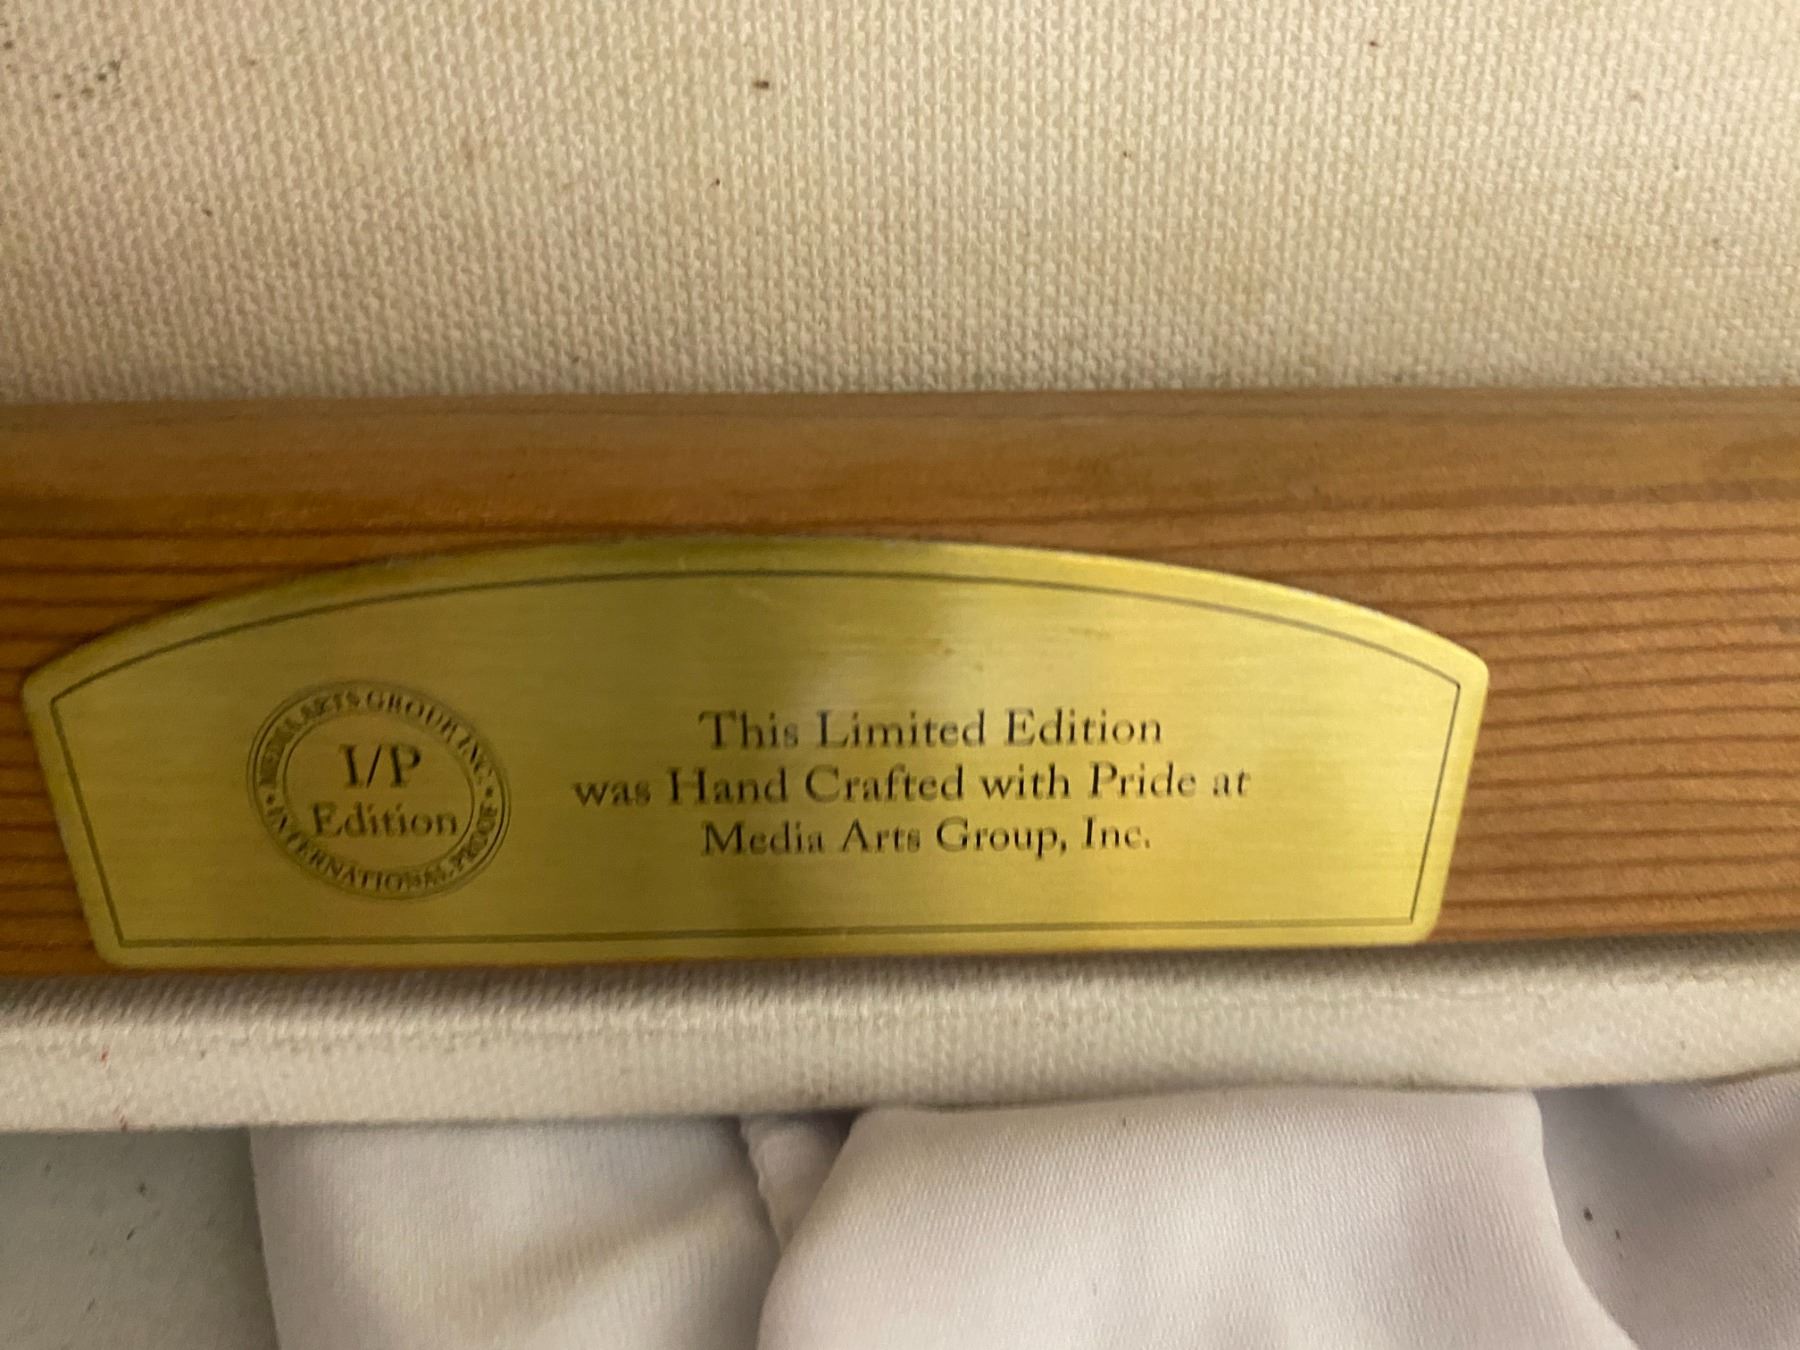 MEDIA ARTS GROUP, INC.
I/P
Edition
INTERNATIONAL PROOF
This Limited Edition
was Hand Crafted with Pride at
Media Arts Group, Inc.